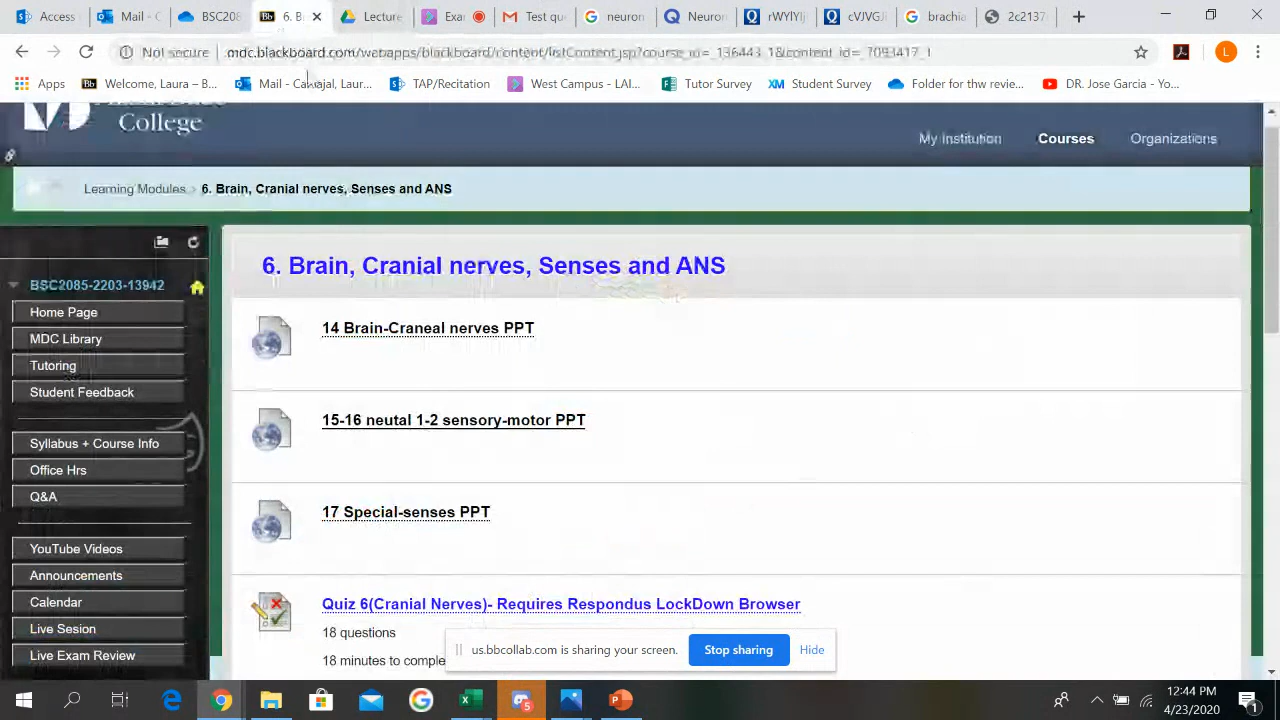 Access
Mail - C
BSC208
6. B
Lecture
Exa
Test qu
neuron
Neuro
rWYlV
cVJVGJ
brachia
2c2137
Not secure | mdc.blackboard.com/webapps/blackboard/content/listContent.jsp?course_id=_136443_1&content_id=_7093417_1
L
Apps
Welcome, Laura – B...
Mail - Carvajal, Laur...
TAP/Recitation
West Campus - LAI...
Tutor Survey
Student Survey
Folder for thw revie...
DR. Jose Garcia - Yo...
College
My Institution
Courses
Organizations
Learning Modules
6. Brain, Cranial nerves, Senses and ANS
BSC2085-2203-13942
Home Page
MDC Library
Tutoring
Student Feedback
Syllabus + Course Info
Office Hrs
Q&A
YouTube Videos
Announcements
Calendar
Live Sesion
Live Exam Review
6. Brain, Cranial nerves, Senses and ANS
14 Brain-Craneal nerves PPT
15-16 neutal 1-2 sensory-motor PPT
17 Special-senses PPT
Quiz 6(Cranial Nerves)- Requires Respondus LockDown Browser
18 questions
18 minutes to comple
us.bbcollab.com is sharing your screen.
Stop sharing
Hide
5
12:44 PM
4/23/2020
1